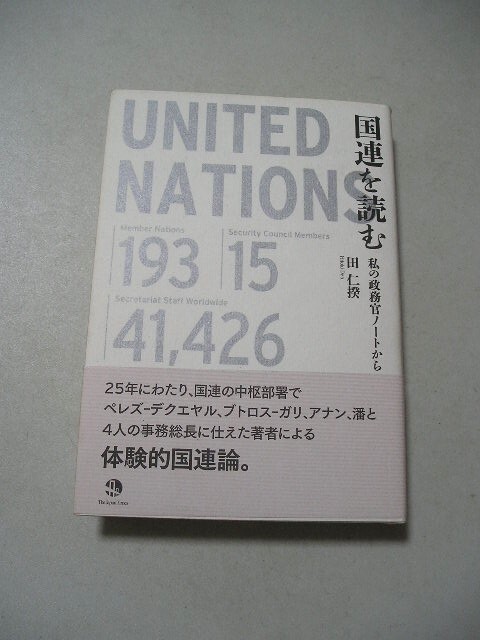 UNITED
NATIONS
Member Nations
193
Security Council Members
15
Secretariat Staff Worldwide
41,426
国連を読む
私の政務官ノートから
田 仁揆
25年にわたり、国連の中枢部署で
ペレズ−デクエヤル、ブトロス−ガリ、アナン、潘と
4人の事務総長に仕えた著者による
体験的国連論。
The Japan Times